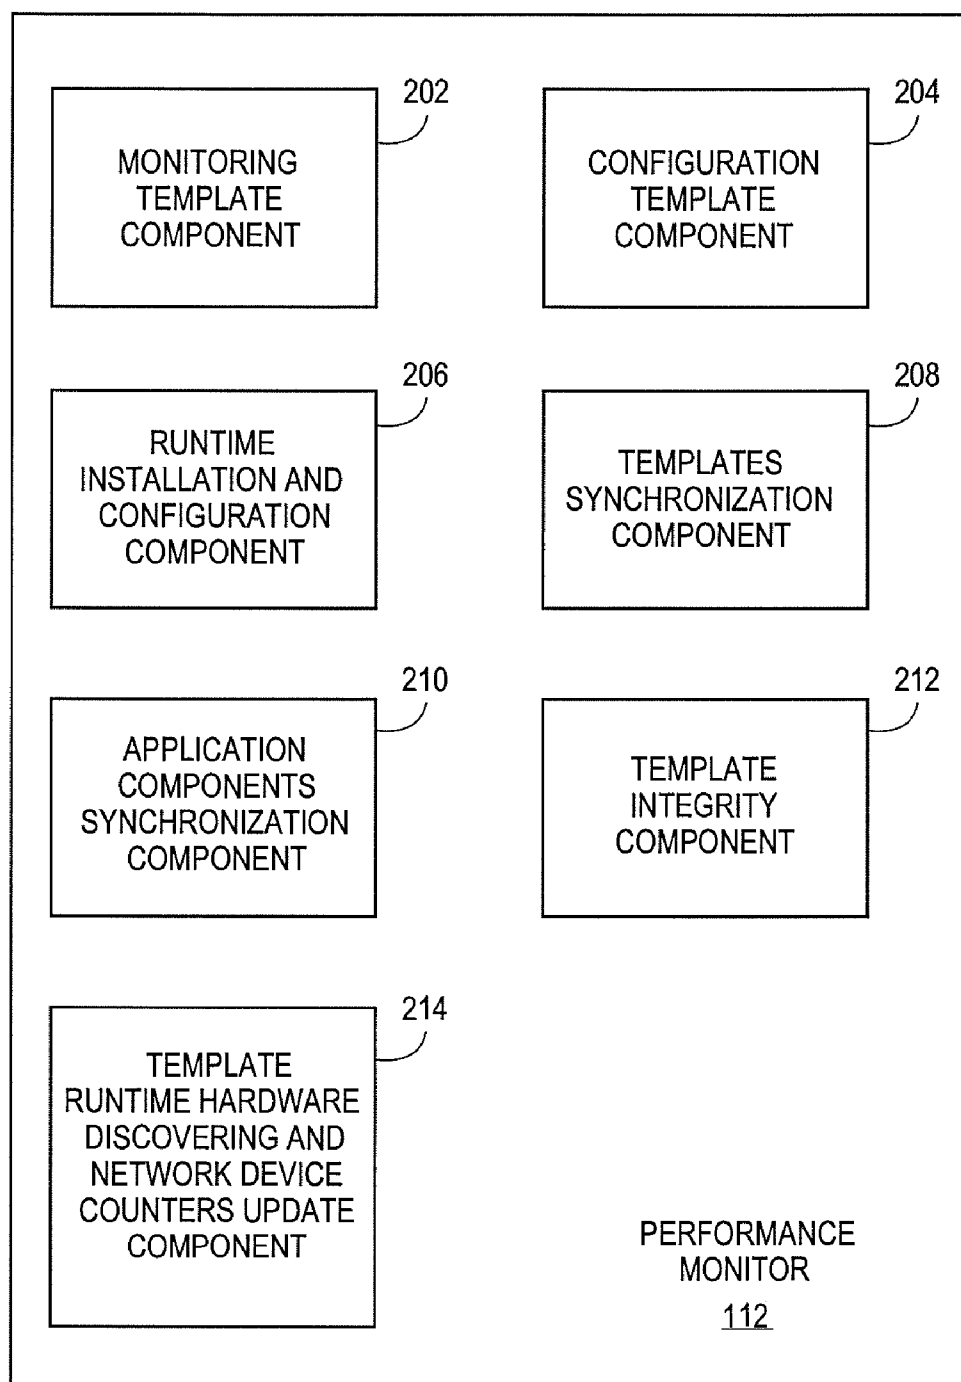 202
MONITORING
TEMPLATE
COMPONENT
204
CONFIGURATION
TEMPLATE
COMPONENT
206
RUNTIME
INSTALLATION AND
CONFIGURATION
COMPONENT
208
TEMPLATES
SYNCHRONIZATION
COMPONENT
210
APPLICATION
COMPONENTS
SYNCHRONIZATION
COMPONENT
212
TEMPLATE
INTEGRITY
COMPONENT
214
TEMPLATE
RUNTIME HARDWARE
DISCOVERING AND
NETWORK DEVICE
COUNTERS UPDATE
COMPONENT
PERFORMANCE
MONITOR
112